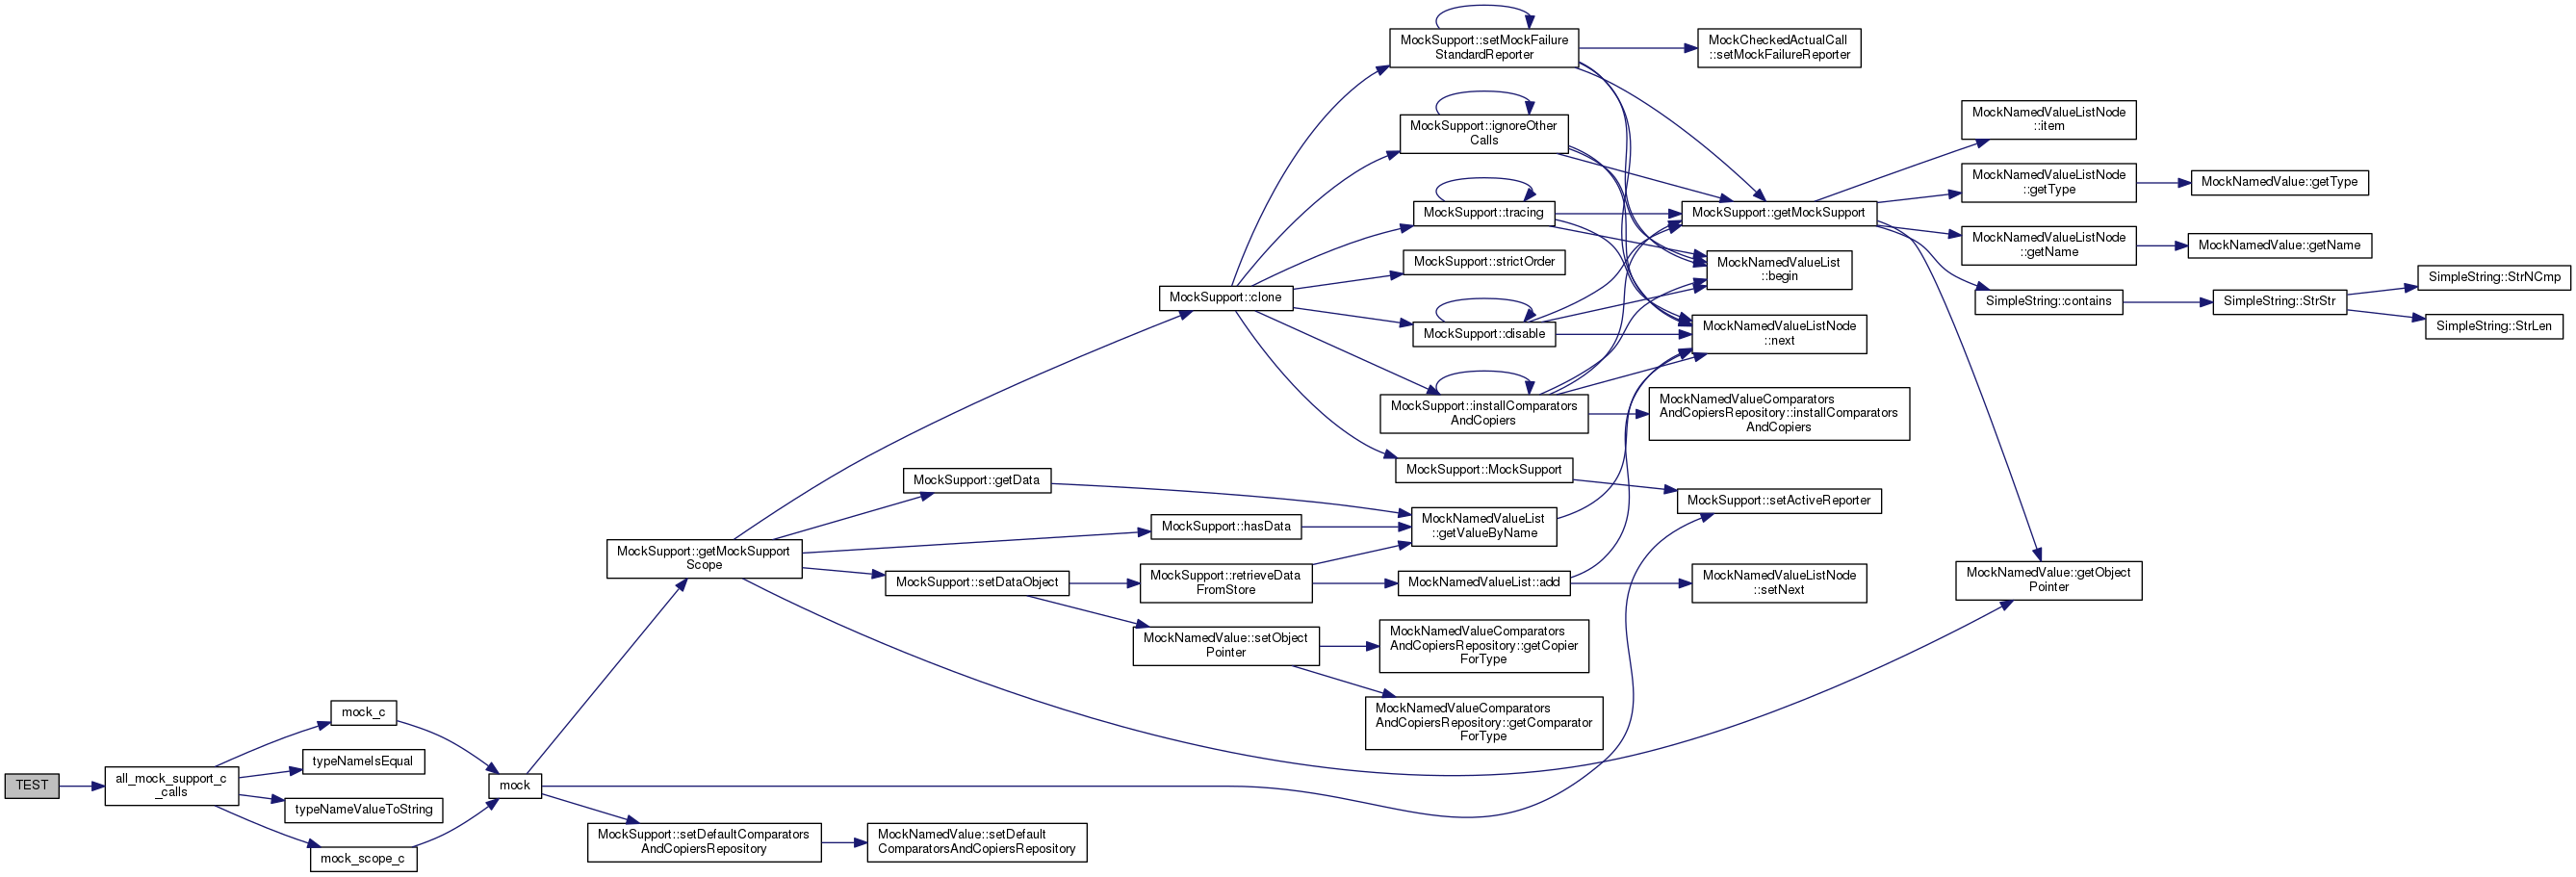 MockSupport::setMockFailure
StandardReporter
MockCheckedActualCall
::setMockFailureReporter
MockSupport::ignoreOther
Calls
MockNamedValueListNode
::item
MockNamedValueListNode
::getType
MockNamedValue::getType
MockSupport::tracing
MockSupport::getMockSupport
MockNamedValueListNode
::getName
MockNamedValue::getName
MockSupport::strictOrder
MockNamedValueList
::begin
SimpleString::StrNCmp
MockSupport::clone
SimpleString::contains
SimpleString::StrStr
SimpleString::StrLen
MockSupport::disable
MockNamedValueListNode
::next
MockSupport::installComparators
AndCopiers
MockNamedValueComparators
AndCopiersRepository::installComparators
AndCopiers
MockSupport::MockSupport
MockSupport::getData
MockSupport::setActiveReporter
MockSupport::hasData
MockNamedValueList
::getValueByName
MockSupport::getMockSupport
Scope
MockSupport::setDataObject
MockSupport::retrieveData
FromStore
MockNamedValueList::add
MockNamedValueListNode
::setNext
MockNamedValue::getObject
Pointer
MockNamedValue::setObject
Pointer
MockNamedValueComparators
AndCopiersRepository::getCopier
ForType
MockNamedValueComparators
AndCopiersRepository::getComparator
ForType
mock_c
typeNameIsEqual
TEST
all_mock_support_c
_calls
mock
typeNameValueToString
mock_scope_c
MockSupport::setDefaultComparators
AndCopiersRepository
MockNamedValue::setDefault
ComparatorsAndCopiersRepository